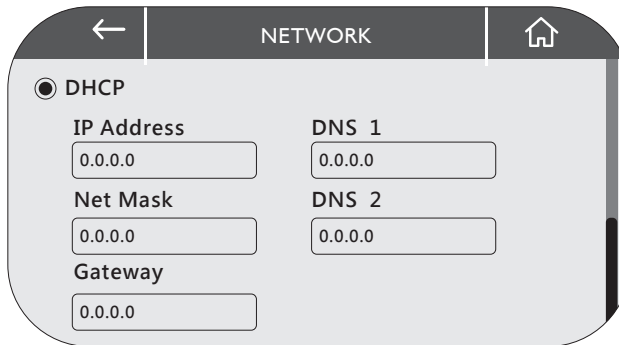 NETWORK
DHCP
IP Address
0.0.0.0
DNS 1
0.0.0.0
Net Mask
0.0.0.0
DNS 2
0.0.0.0
Gateway
0.0.0.0